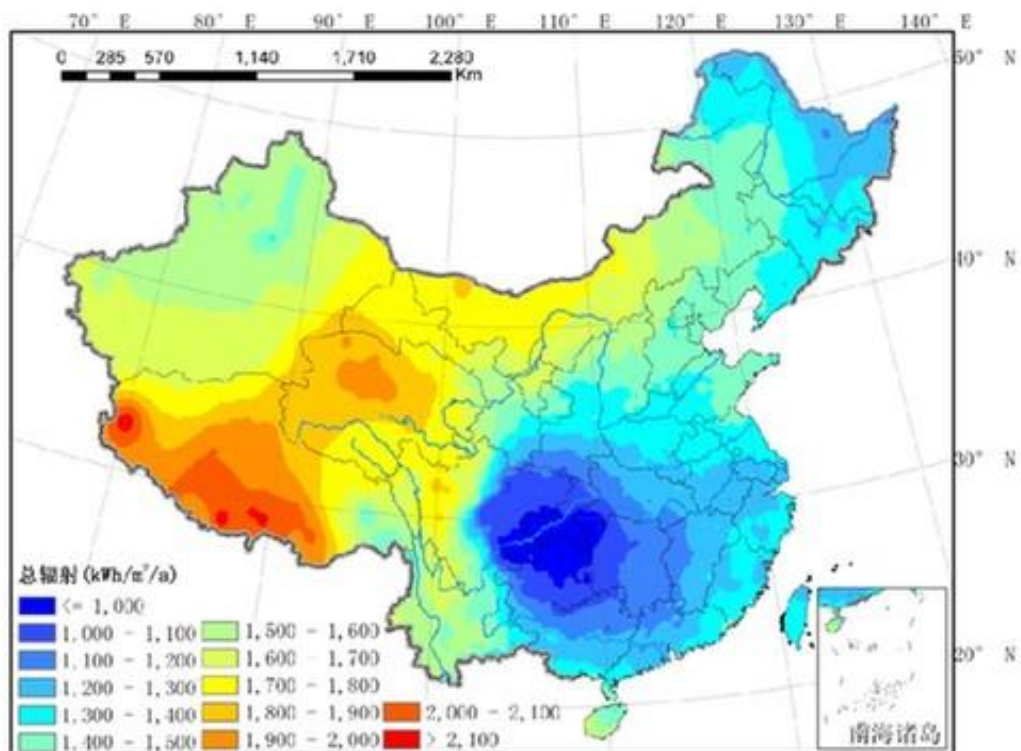 70° E 80° E 90° E 100° E 110° E 120° E 130° E 140° E
0 285 570 1,140 1,710 2,280
Km
50° N
40° N
30° N
20° N
总辐射(kWh/m²/a)
<= 1,000
1,000 - 1,100
1,100 - 1,200
1,200 - 1,300
1,300 - 1,400
1,400 - 1,500
1,500 - 1,600
1,600 - 1,700
1,700 - 1,800
1,800 - 1,900
1,900 - 2,000
2,000 - 2,100
> 2,100
南海诸岛